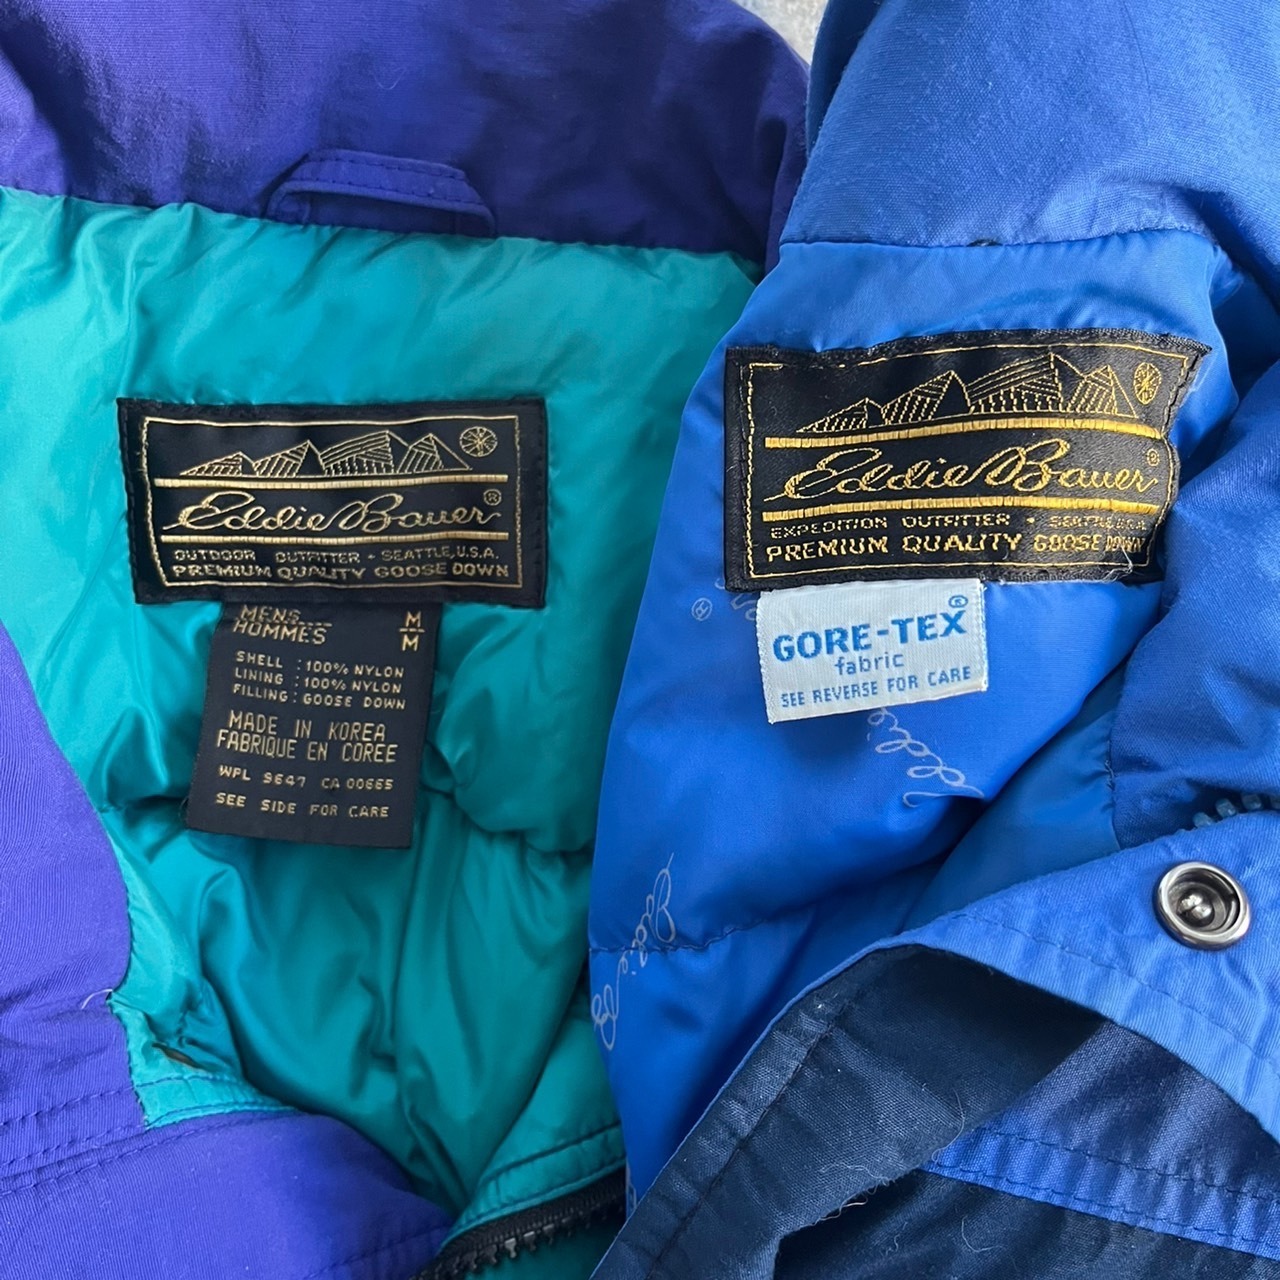 Eddie Bauer®
OUTDOOR OUTFITTER • SEATTLE, U.S.A.
PREMIUM QUALITY GOOSE DOWN
MENS M
HOMMES M
SHELL : 100% NYLON
LINING : 100% NYLON
FILLING : GOOSE DOWN
MADE IN KOREA
FABRIQUE EN COREE
WPL 9647 CA 00665
SEE SIDE FOR CARE
Eddie Bauer®
EXPEDITION OUTFITTER • SEATTLE, U.S.A.
PREMIUM QUALITY GOOSE DOWN
GORE-TEX®
fabric
SEE REVERSE FOR CARE